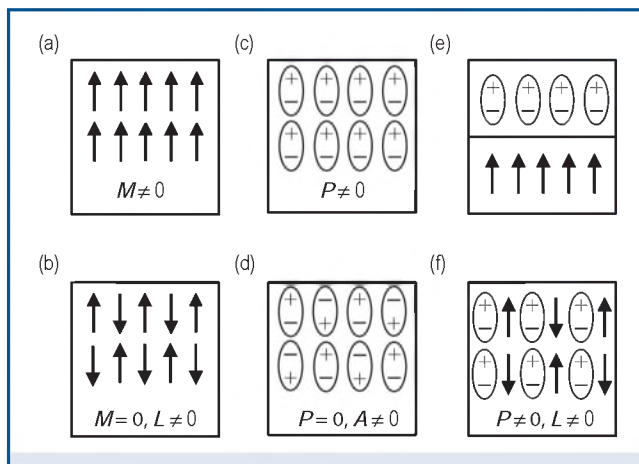 (a)
M ≠ 0
(c)
P ≠ 0
(e)
(b)
M = 0, L ≠ 0
(d)
P = 0, A ≠ 0
(f)
P ≠ 0, L ≠ 0